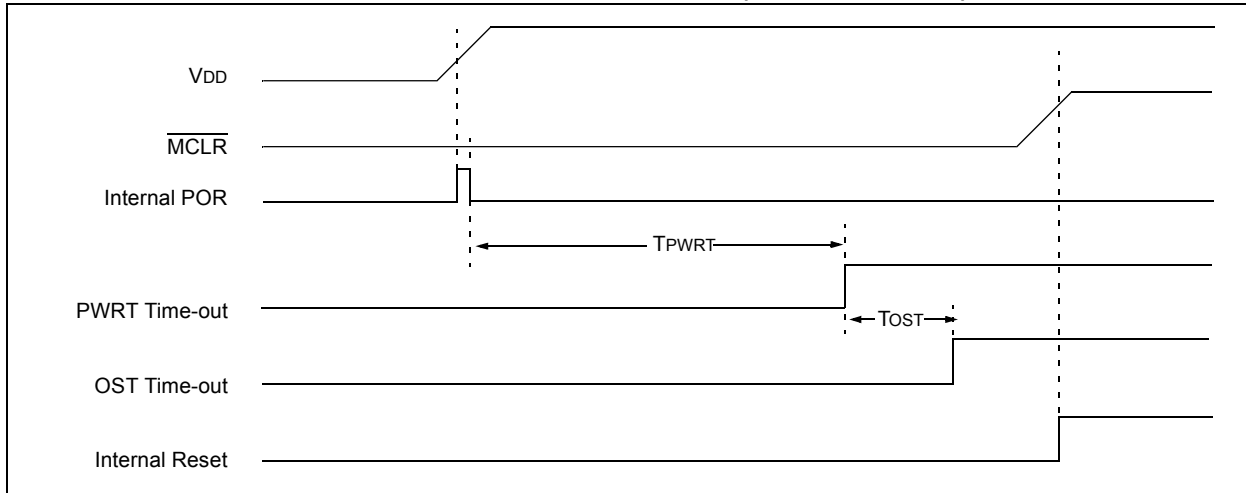 VDD
MCLR
Internal POR
TPWRT
PWRT Time-out
TOST
OST Time-out
Internal Reset